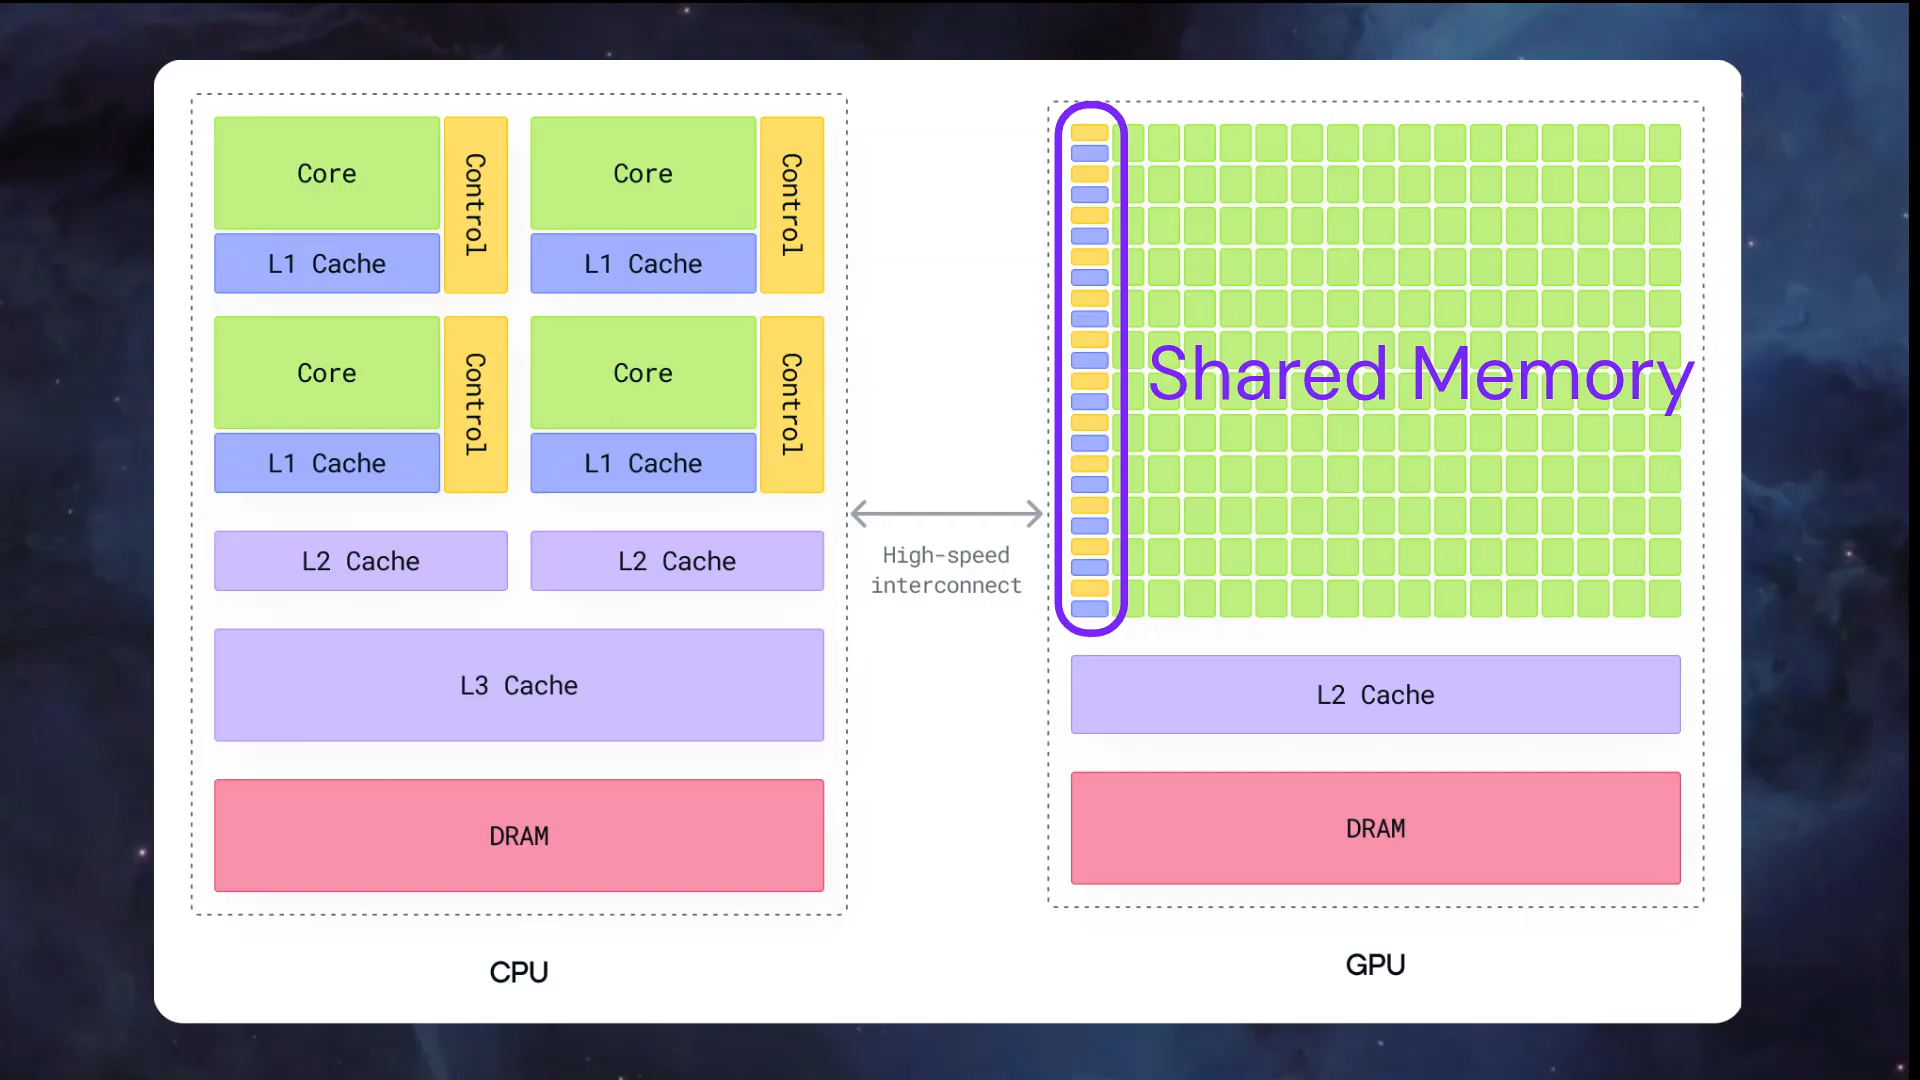 Core
Control
Core
Control
L1 Cache
L1 Cache
Core
Control
Core
Control
L1 Cache
L1 Cache
L2 Cache
L2 Cache
L3 Cache
DRAM
CPU
High-speed
interconnect
Shared Memory
L2 Cache
DRAM
GPU